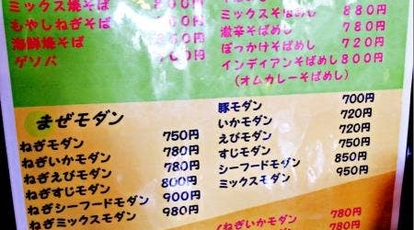 ミックス焼そば 800円
もやしねぎそば
海鮮焼そば
ゲソバ
ミックスそばめし 880円
激辛そばめし 780円
ぼっかけそばめし 720円
インディアンそばめし 800円
(オムカレーそばめし)
まぜモダン
ねぎモダン 750円
ねぎいかモダン 780円
ねぎえびモダン 780円
ねぎすじモダン 800円
ねぎシーフードモダン 900円
ねぎミックスモダン 980円
豚モダン 700円
いかモダン 720円
えびモダン 720円
すじモダン 750円
シーフードモダン 850円
ミックスモダン 950円
ねぎいかモダン 780円
780円